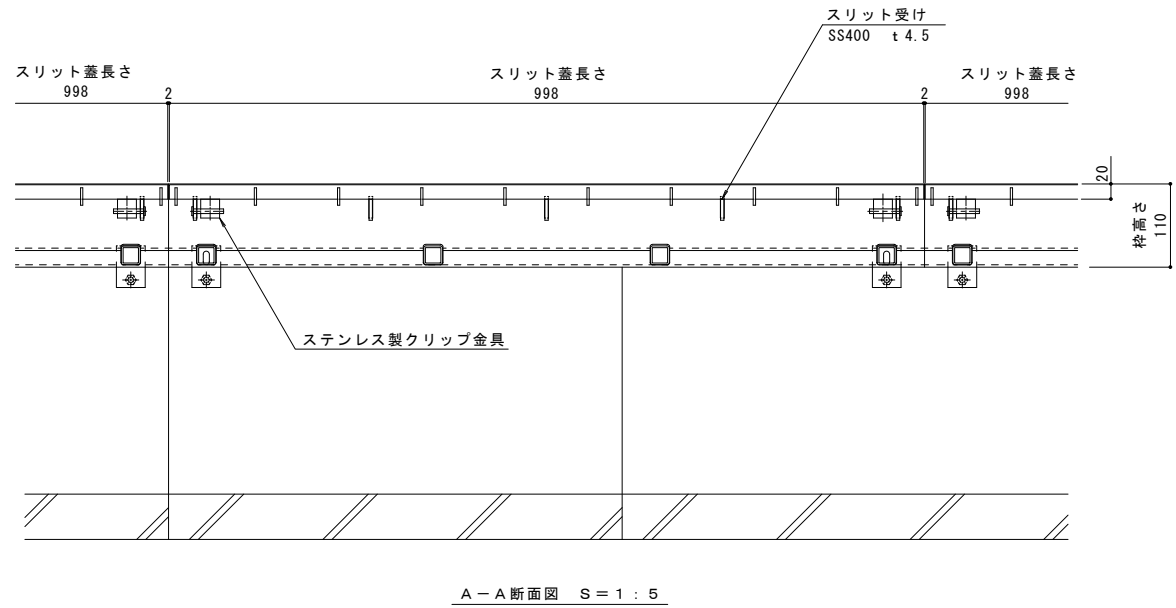 スリット受け
SS400 t 4.5
スリット蓋長さ
998
2
スリット蓋長さ
998
2
スリット蓋長さ
998
20
枠高さ
110
ステンレス製クリップ金具
A－A断面図 S＝1：5